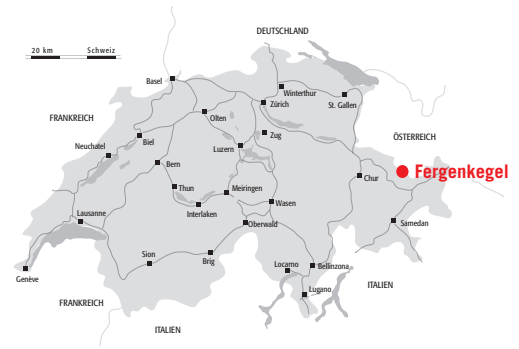 DEUTSCHLAND
20 km Schweiz
Basel
Winterthur
Zürich
St. Gallen
FRANKREICH
Olten
ÖSTERREICH
Neuchatel
Biel
Zug
Luzern
Bern
Chur
Fergenkegel
Thun
Meiringen
Wasen
Interlaken
Lausanne
Oberwald
Samedan
Sion
Brig
Locarno
Bellinzona
Genève
Lugano
ITALIEN
FRANKREICH
ITALIEN